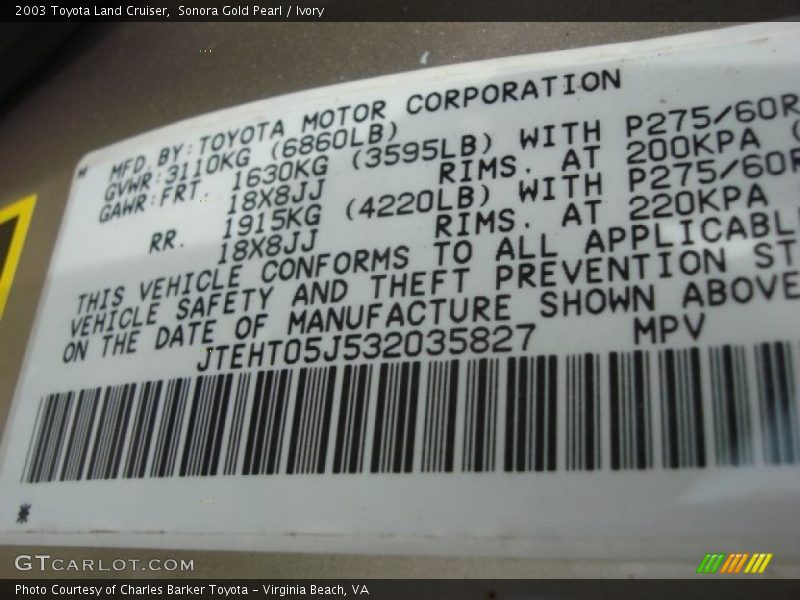 2003 Toyota Land Cruiser,  Sonora Gold Pearl / Ivory
MFD. BY: TOYOTA MOTOR CORPORATION
GVWR: 3110KG (6860LB)
GAWR: FRT. 1630KG (3595LB) WITH P275/60R
18X8JJ RIMS. AT 200KPA (
RR. 1915KG (4220LB) WITH P275/60R
18X8JJ RIMS. AT 220KPA
THIS VEHICLE CONFORMS TO ALL APPLICABL
VEHICLE SAFETY AND THEFT PREVENTION ST
ON THE DATE OF MANUFACTURE SHOWN ABOVE
JTEHT05J532035827 MPV
GTCARLOT.COM
Photo Courtesy of Charles Barker Toyota - Virginia Beach, VA